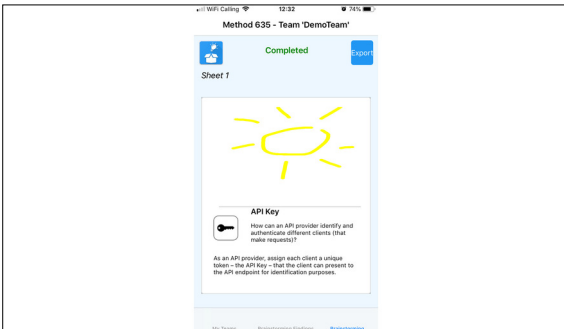 WiFi Calling 12:32 74%
Method 635 - Team 'DemoTeam'
Completed
Export
Sheet 1
API Key
How can an API provider identify and
authenticate different clients (that
make requests)?
As an API provider, assign each client a unique
token – the API Key – that the client can present to
the API endpoint for identification purposes.
My Teams Brainstorming Findings Brainstorming